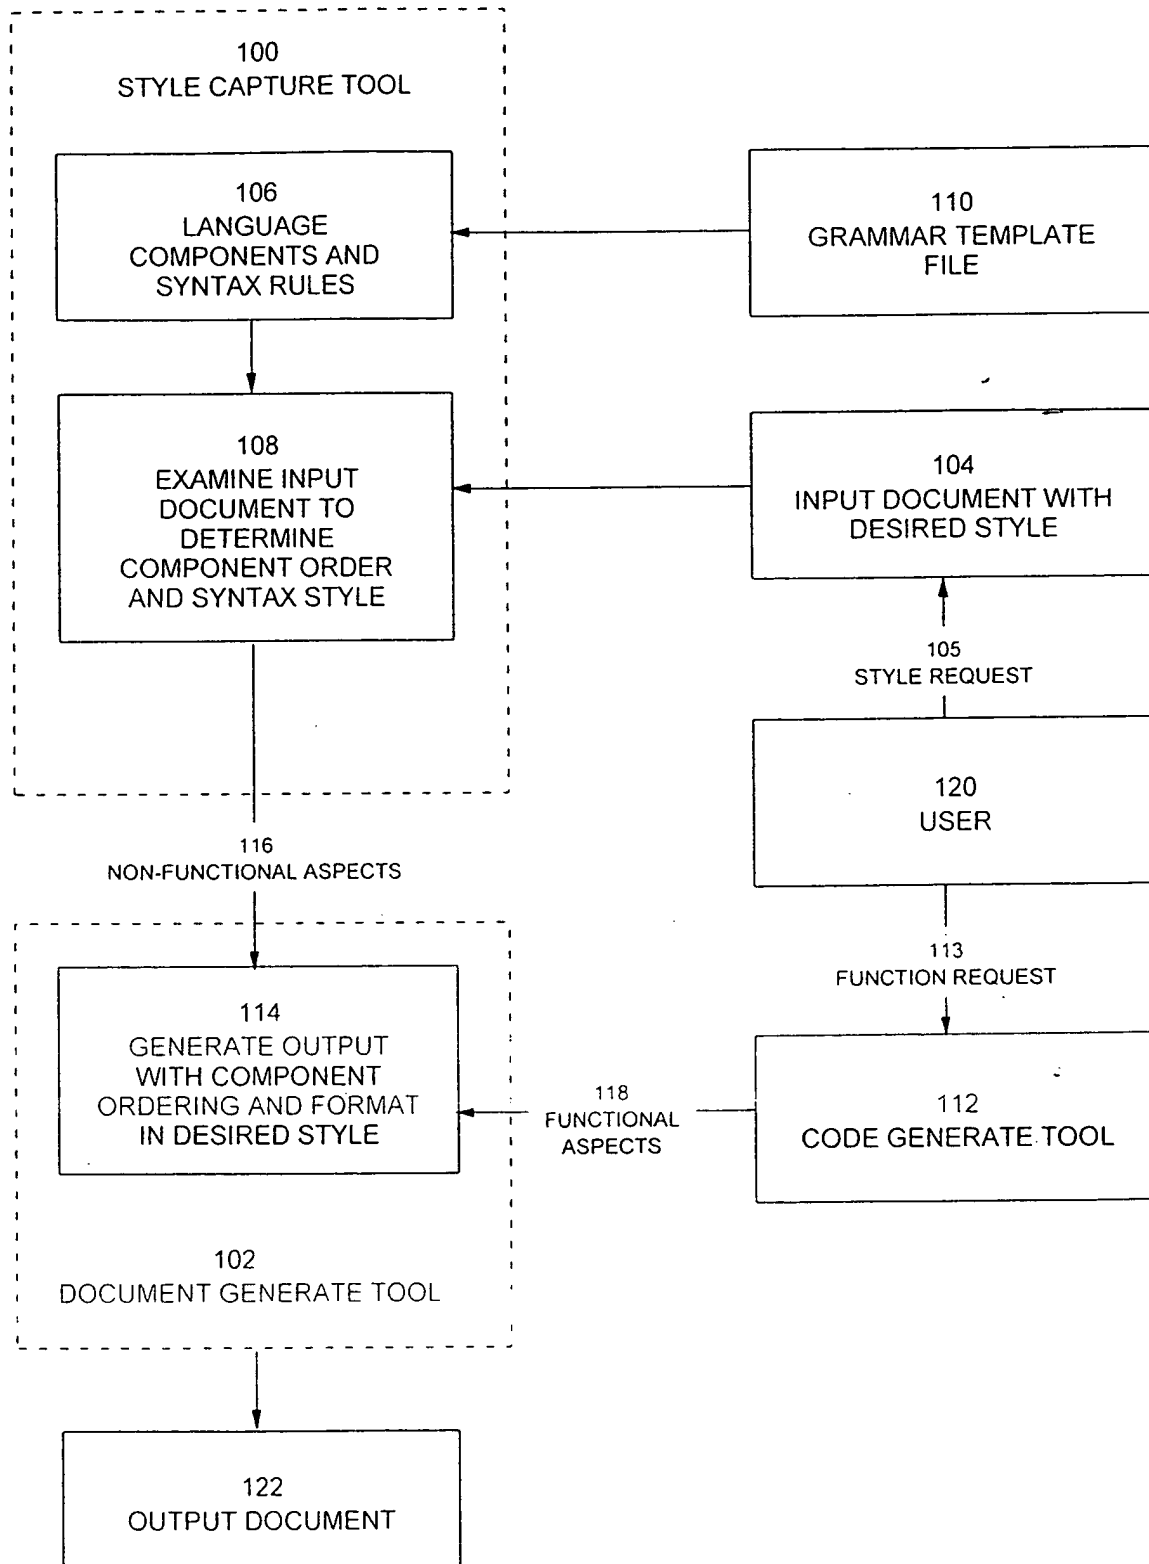 100
STYLE CAPTURE TOOL
106
LANGUAGE
COMPONENTS AND
SYNTAX RULES
110
GRAMMAR TEMPLATE
FILE
108
EXAMINE INPUT
DOCUMENT TO
DETERMINE
COMPONENT ORDER
AND SYNTAX STYLE
104
INPUT DOCUMENT WITH
DESIRED STYLE
105
STYLE REQUEST
120
USER
116
NON-FUNCTIONAL ASPECTS
113
FUNCTION REQUEST
114
GENERATE OUTPUT
WITH COMPONENT
ORDERING AND FORMAT
IN DESIRED STYLE
118
FUNCTIONAL
ASPECTS
112
CODE GENERATE TOOL
102
DOCUMENT GENERATE TOOL
122
OUTPUT DOCUMENT